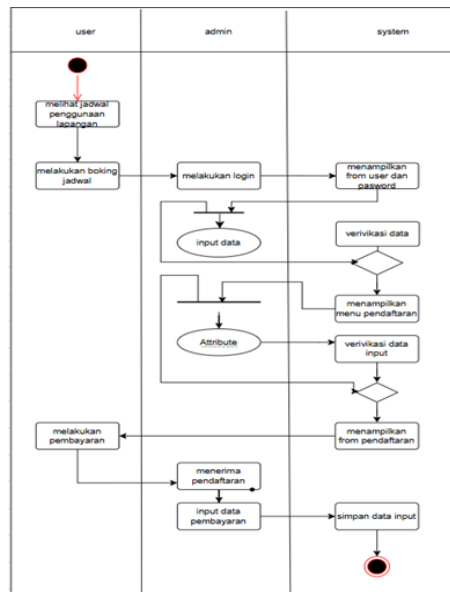 user
admin
system
melihat jadwal
penggunaan
lapangan
melakukan boking
jadwal
melakukan login
menampilkan
from user dan
pasword
input data
verivikasi data
menampilkan
menu pendaftaran
Attribute
verivikasi data
input
melakukan
pembayaran
menampilkan
from pendaftaran
menerima
pendaftaran
input data
pembayaran
simpan data input